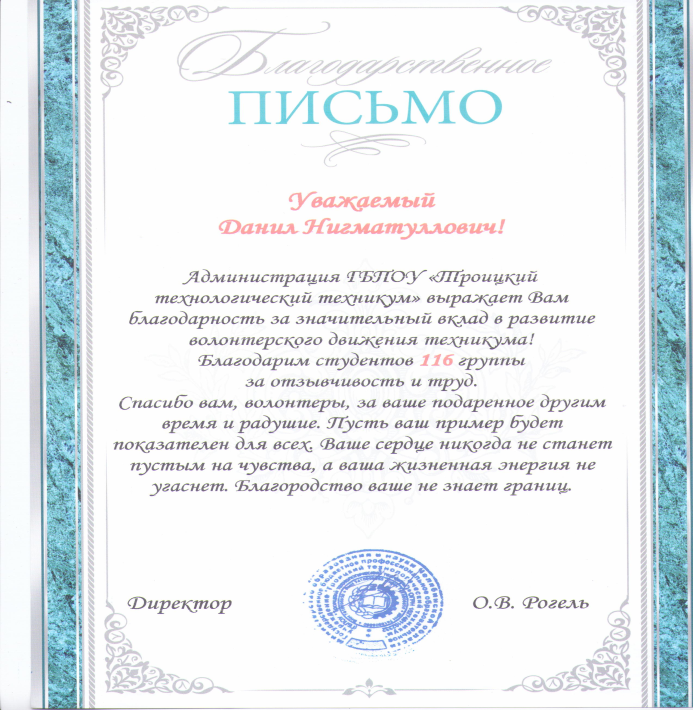 Благодарственное
ПИСЬМО
Уважаемый
Данил Нигматуллович!
Администрация ГБПОУ «Троицкий
технологический техникум» выражает Вам
благодарность за значительный вклад в развитие
волонтерского движения техникума!
Благодарим студентов 116 группы
за отзывчивость и труд.
Спасибо вам, волонтеры, за ваше подаренное другим
время и радушие. Пусть ваш пример будет
показателен для всех. Ваше сердце никогда не станет
пустым на чувства, а ваша жизненная энергия не
угаснет. Благородство ваше не знает границ.
Директор
О.В. Рогель